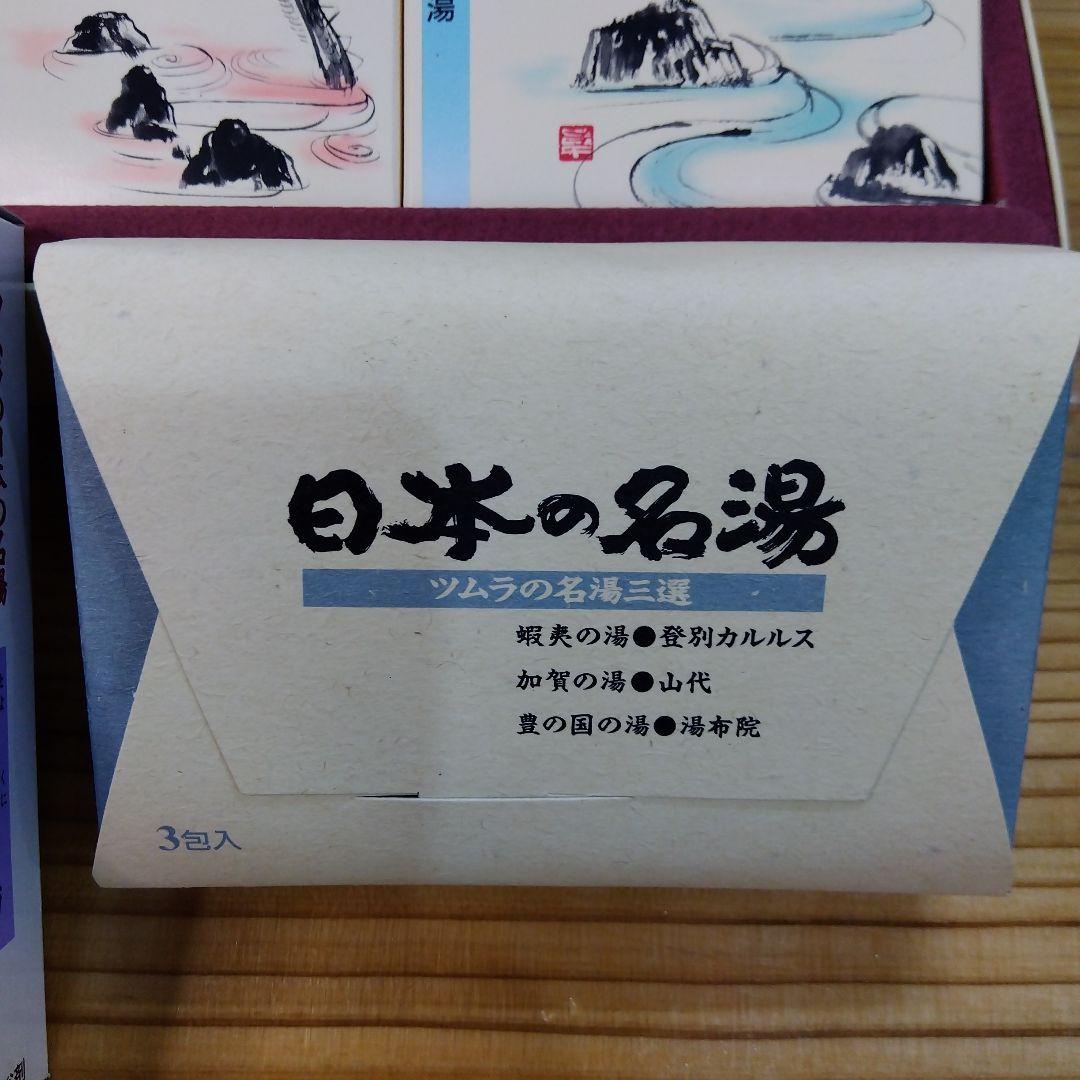 湯
日本の名湯
ツムラの名湯三選
蝦夷の湯●登別カルルス
加賀の湯●山代
豊の国の湯●湯布院
3包入